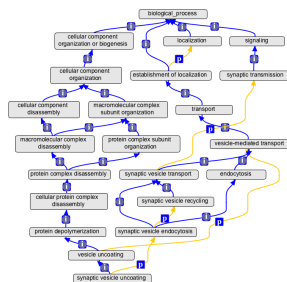 biological_process
cellular component
organization or biogenesis
localization
signaling
cellular component
organization
establishment of localization
synaptic transmission
cellular component
disassembly
macromolecular complex
subunit organization
transport
macromolecular complex
disassembly
protein complex subunit
organization
vesicle-mediated transport
protein complex disassembly
synaptic vesicle transport
endocytosis
cellular protein complex
disassembly
synaptic vesicle recycling
protein depolymerization
synaptic vesicle endocytosis
vesicle uncoating
synaptic vesicle uncoating
i
i
i
p
i
i
i
i
i
i
i
i
i
p
i
i
i
i
i
i
p
i
i
p
i
p